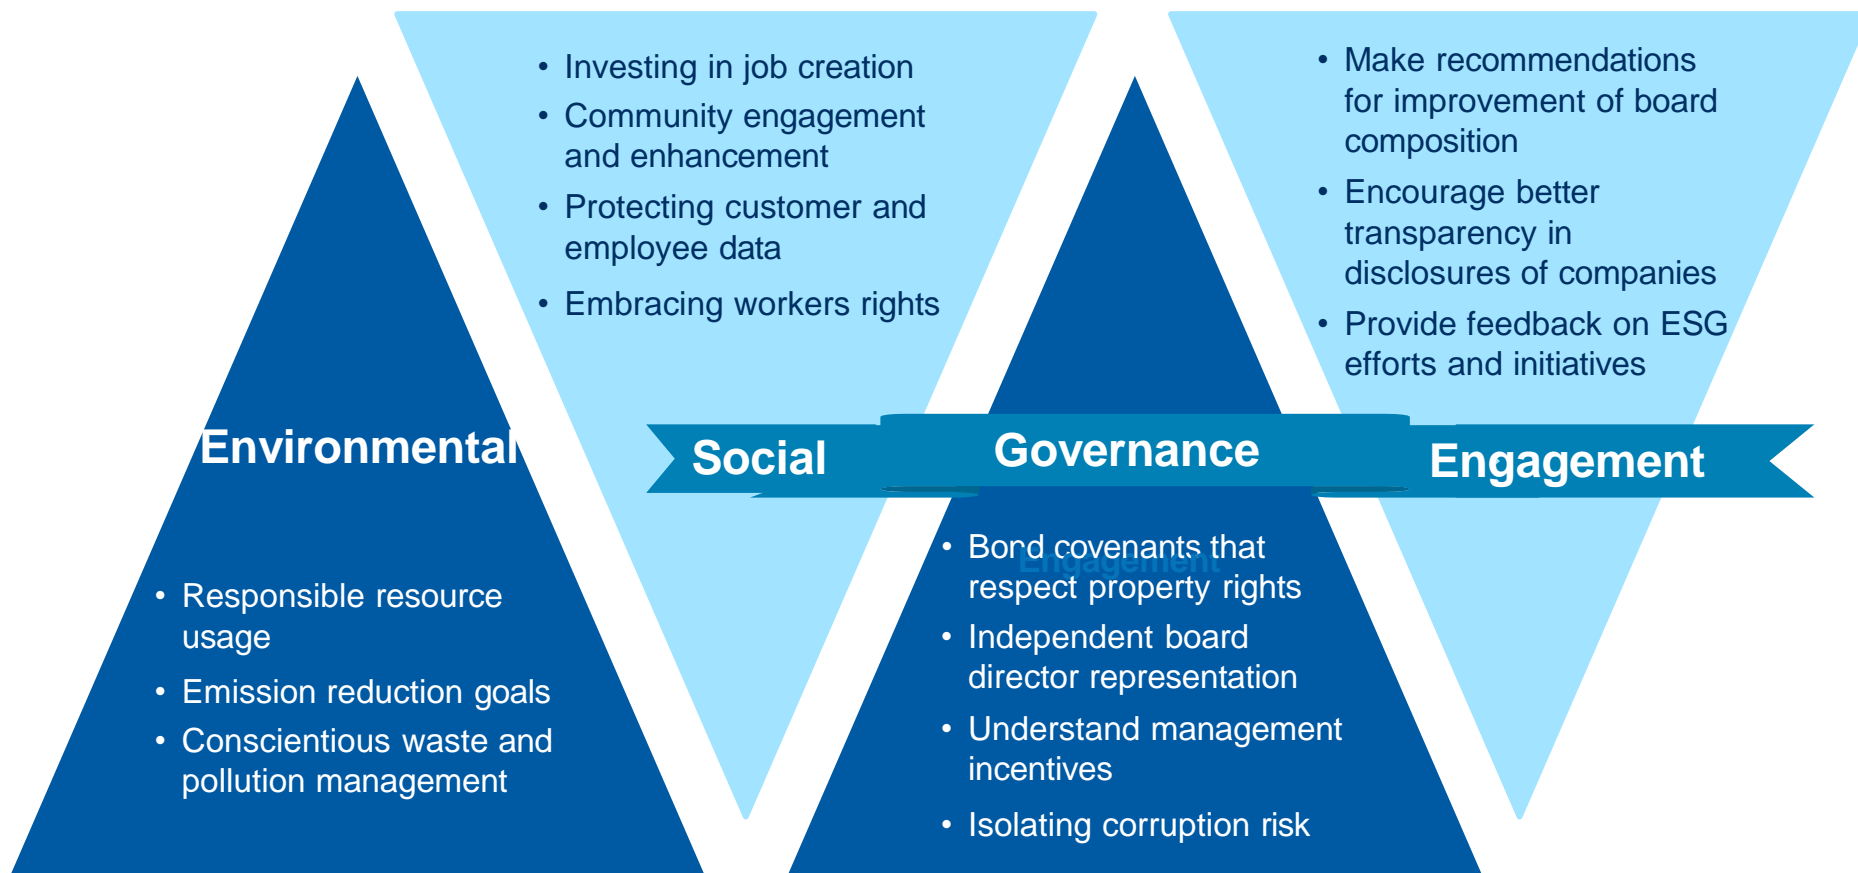 Environmental
• Responsible resource
usage
• Emission reduction goals
• Conscientious waste and
pollution management
• Investing in job creation
• Community engagement
and enhancement
• Protecting customer and
employee data
• Embracing workers rights
Social
Governance
Engagement
• Bond covenants that
respect property rights
• Independent board
director representation
• Understand management
incentives
• Isolating corruption risk
• Make recommendations
for improvement of board
composition
• Encourage better
transparency in
disclosures of companies
• Provide feedback on ESG
efforts and initiatives
Engagement